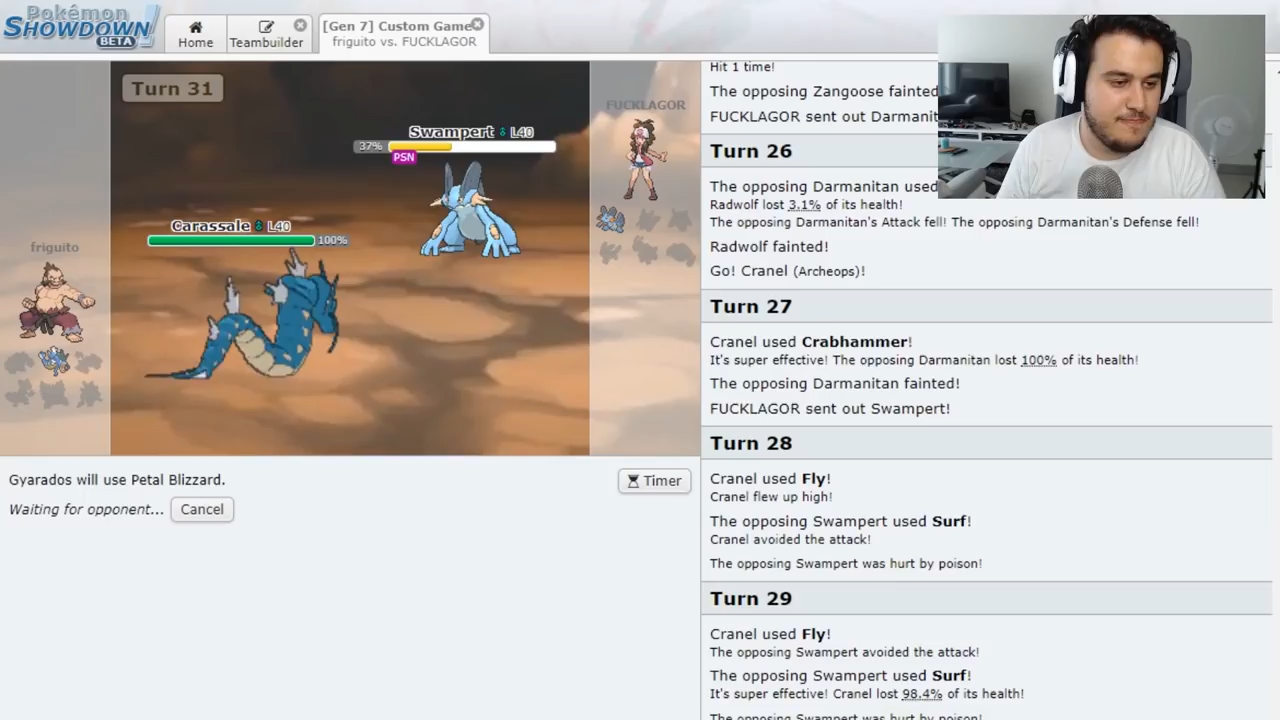 Pokémon
SHOWDOWN!
BETA
Home
Teambuilder
[Gen 7] Custom Game
friguito vs. FUCKLAGOR
Turn 31
Swampert L40
37%
PSN
Carassale L40
100%
friguito
FUCKLAGOR
Gyarados will use Petal Blizzard.
Timer
Waiting for opponent...
Cancel
Hit 1 time!
The opposing Zangoose fainted
FUCKLAGOR sent out Darmanit
Turn 26
The opposing Darmanitan used
Radwolf lost 3.1% of its health!
The opposing Darmanitan's Attack fell! The opposing Darmanitan's Defense fell!
Radwolf fainted!
Go! Cranel (Archeops)!
Turn 27
Cranel used Crabhammer!
It's super effective! The opposing Darmanitan lost 100% of its health!
The opposing Darmanitan fainted!
FUCKLAGOR sent out Swampert!
Turn 28
Cranel used Fly!
Cranel flew up high!
The opposing Swampert used Surf!
Cranel avoided the attack!
The opposing Swampert was hurt by poison!
Turn 29
Cranel used Fly!
The opposing Swampert avoided the attack!
The opposing Swampert used Surf!
It's super effective! Cranel lost 98.4% of its health!
The opposing Swampert was hurt by poison!